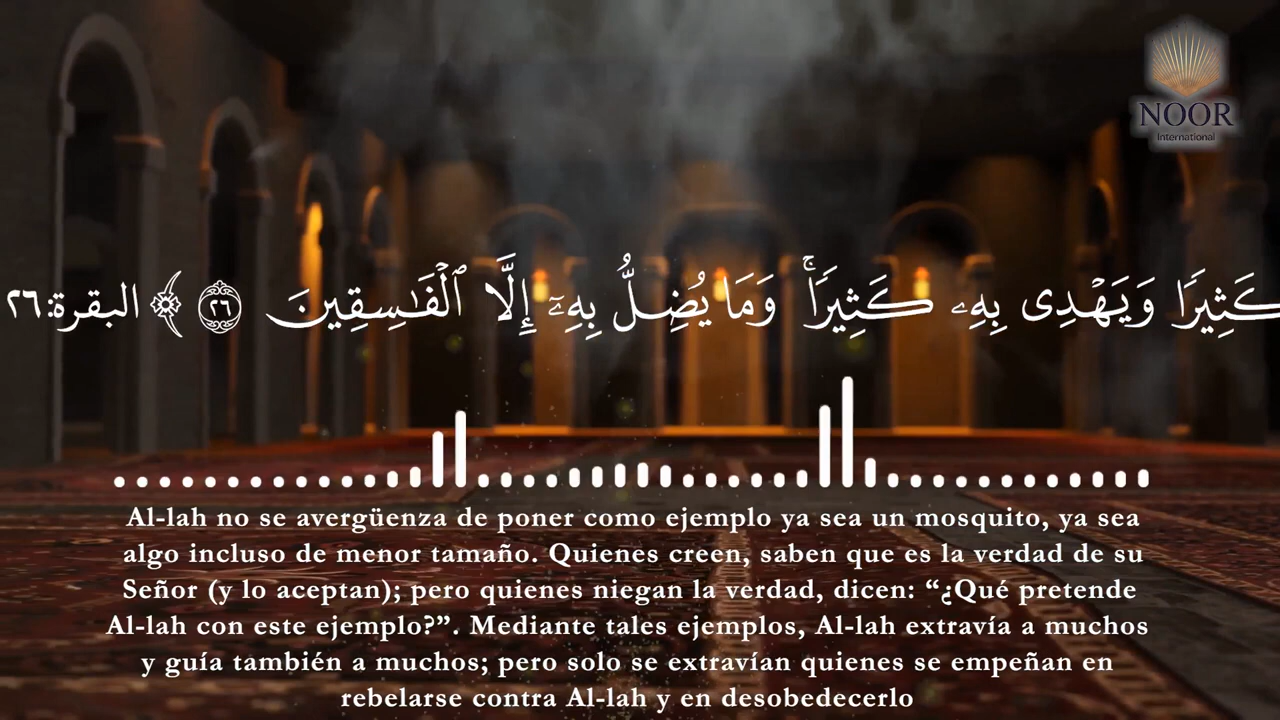 NOOR
International
كَثِيرًا وَيَهْدِى بِهِۦ كَثِيرًاۚ وَمَا يُضِلُّ بِهِۦٓ إِلَّا ٱلْفَـٰسِقِينَ ٢٦ ﴾ البقرة:٢٦
Al-lah no se avergüenza de poner como ejemplo ya sea un mosquito, ya sea
algo incluso de menor tamaño. Quienes creen, saben que es la verdad de su
Señor (y lo aceptan); pero quienes niegan la verdad, dicen: “¿Qué pretende
Al-lah con este ejemplo?”. Mediante tales ejemplos, Al-lah extravía a muchos
y guía también a muchos; pero solo se extravían quienes se empeñan en
rebelarse contra Al-lah y en desobedecerlo